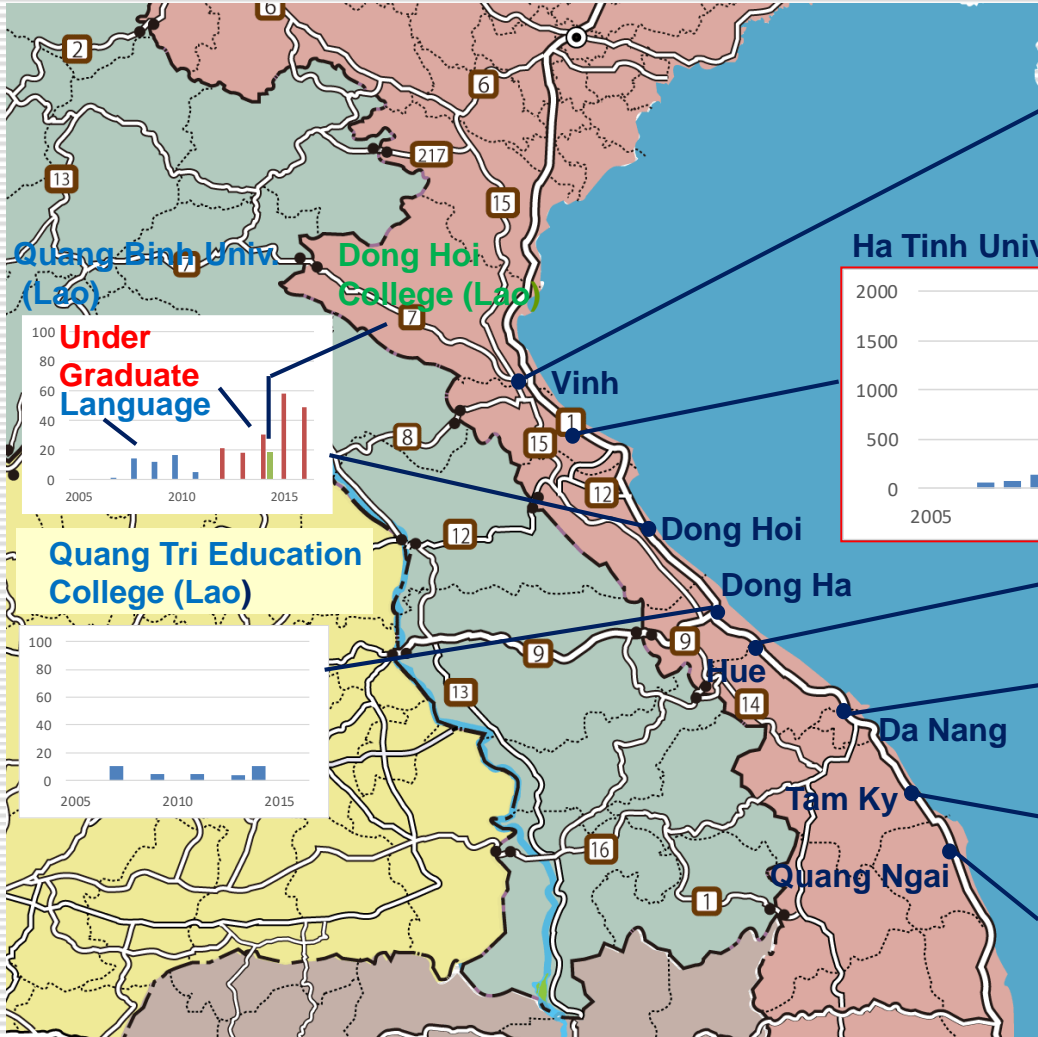 6
2
6
217
13
15
Quang Binh Univ.
(Lao)
7
Dong Hoi
College (Lao)
7
Ha Tinh Univ
2000
1500
1000
500
0
2005
100
80
60
40
20
0
Under
Graduate
Language
2005
2010
2015
Vinh
1
15
8
12
12
Dong Hoi
Quang Tri Education
College (Lao)
Dong Ha
100
80
60
40
20
0
2005
2010
2015
9
9
Hue
13
14
Da Nang
Tam Ky
16
Quang Ngai
1